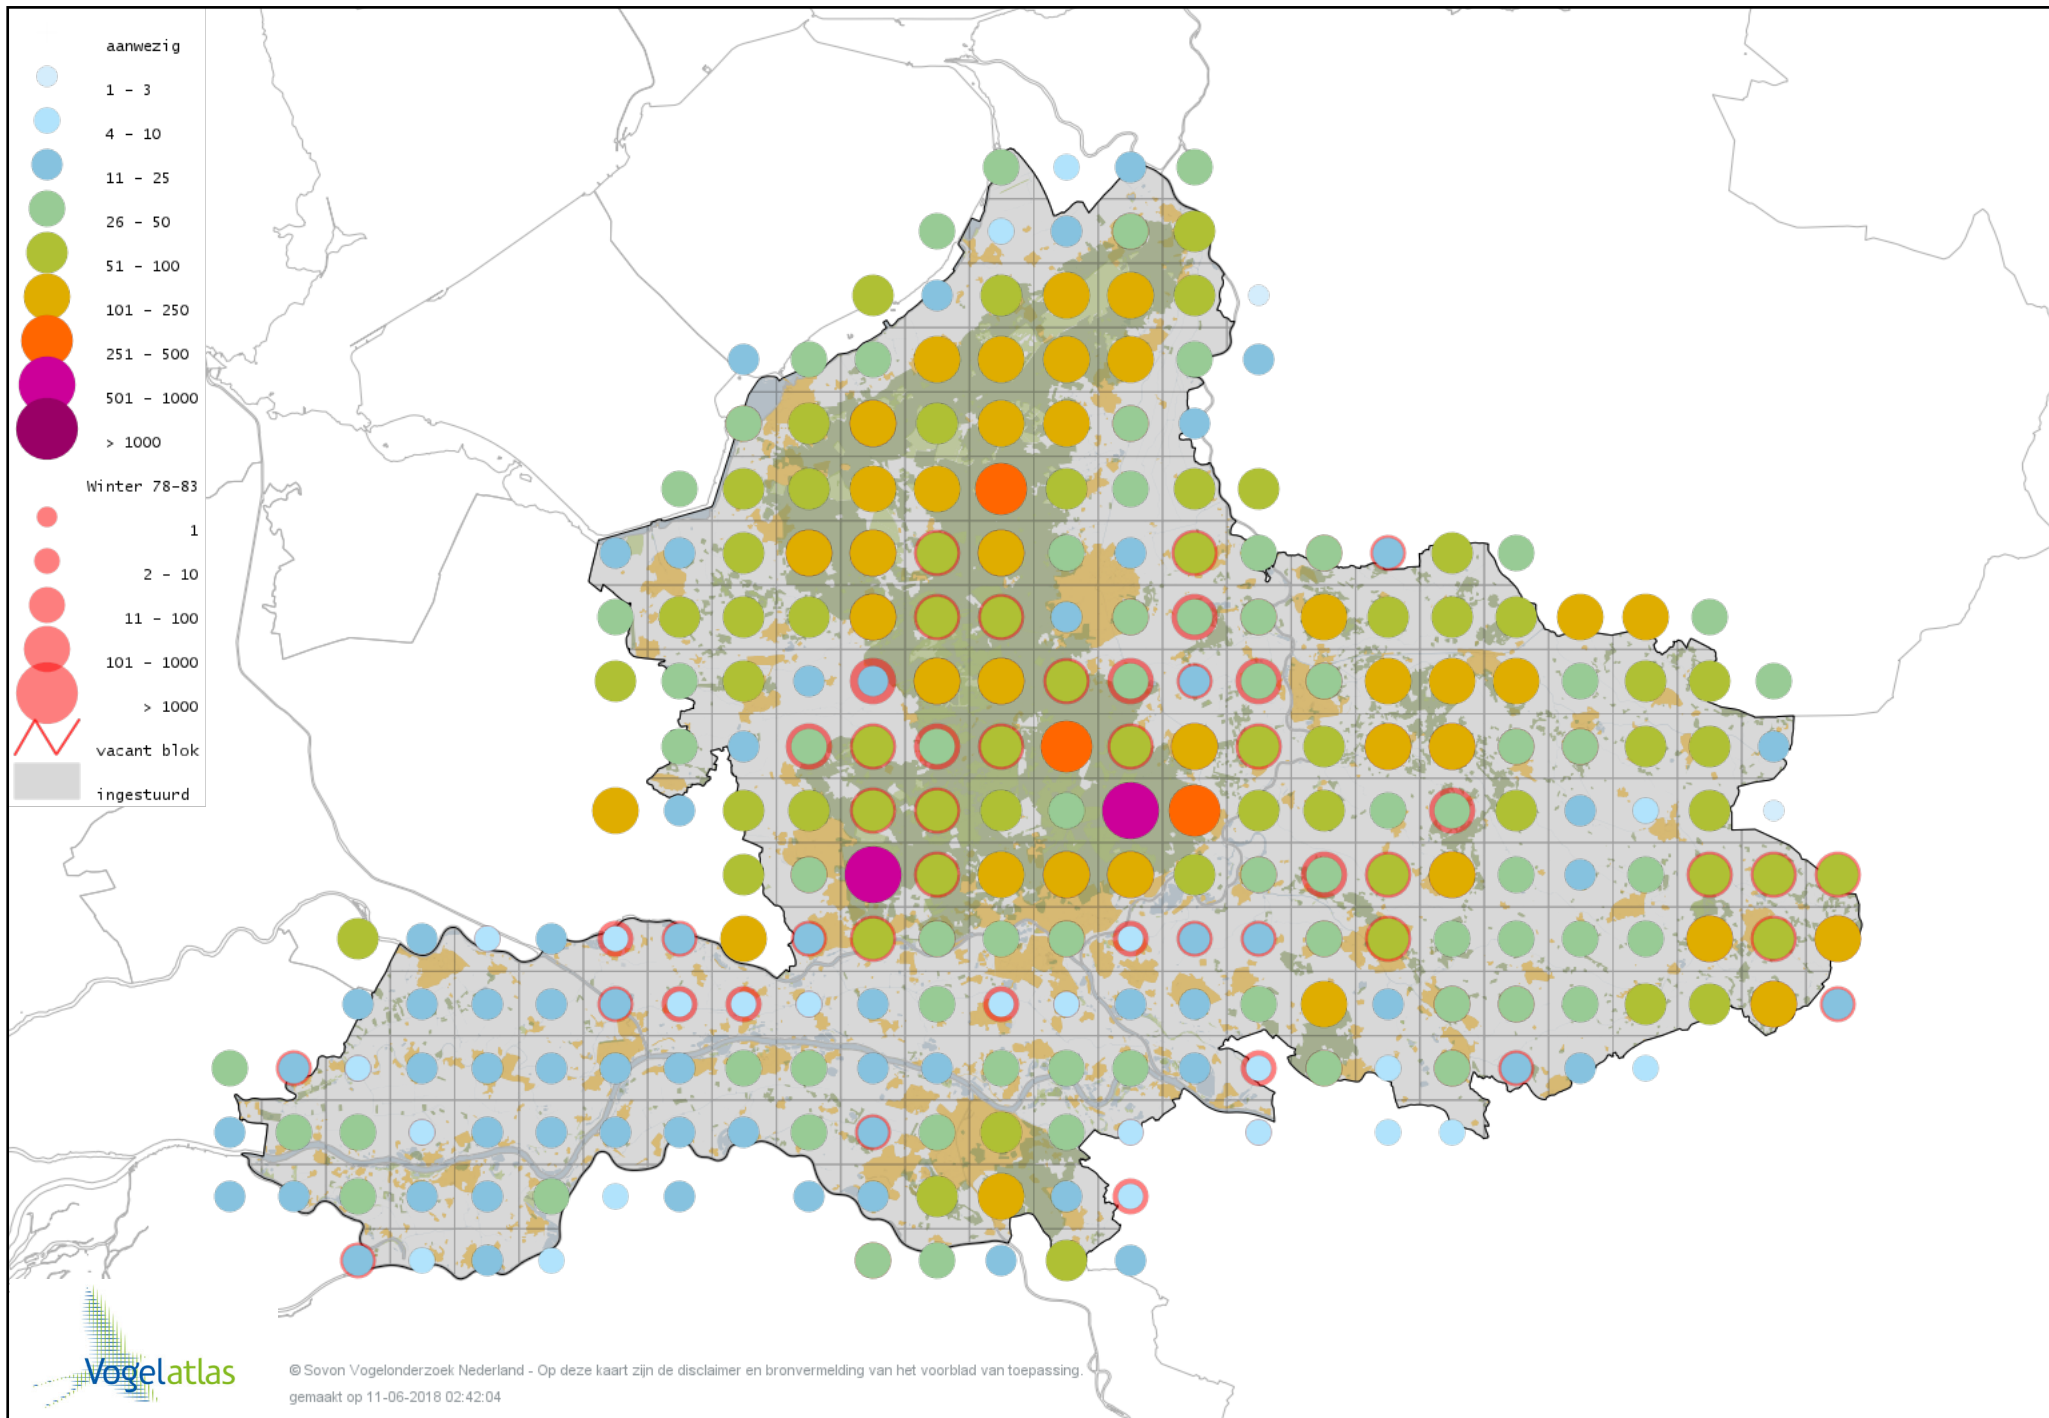 aanwezig
1 - 3
4 - 10
11 - 25
26 - 50
51 - 100
101 - 250
251 - 500
501 - 1000
> 1000
Winter 78-83
1
2 - 10
11 - 100
101 - 1000
> 1000
vacant blok
ingestuurd
Vogelatlas
© Sovon Vogelonderzoek Nederland - Op deze kaart zijn de disclaimer en bronvermelding van het voorblad van toepassing.
gemaakt op 11-06-2018 02:42:04